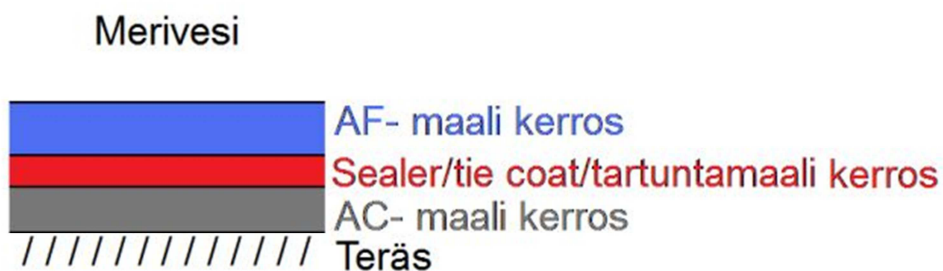 Merivesi
AF- maali kerros
Sealer/tie coat/tartuntamaali kerros
AC- maali kerros
Teräs